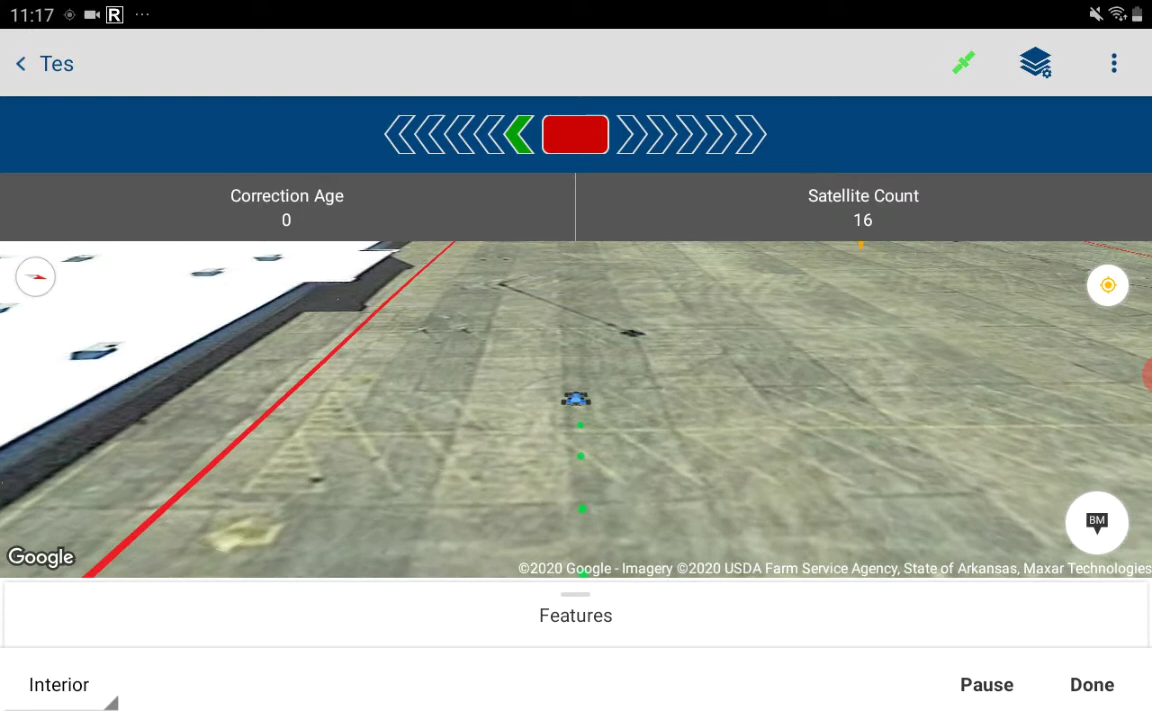 11:17 R ...
Tes
Correction Age
0
Satellite Count
16
BM
Google
©2020 Google - Imagery ©2020 USDA Farm Service Agency, State of Arkansas, Maxar Technologies
Features
Interior
Pause
Done